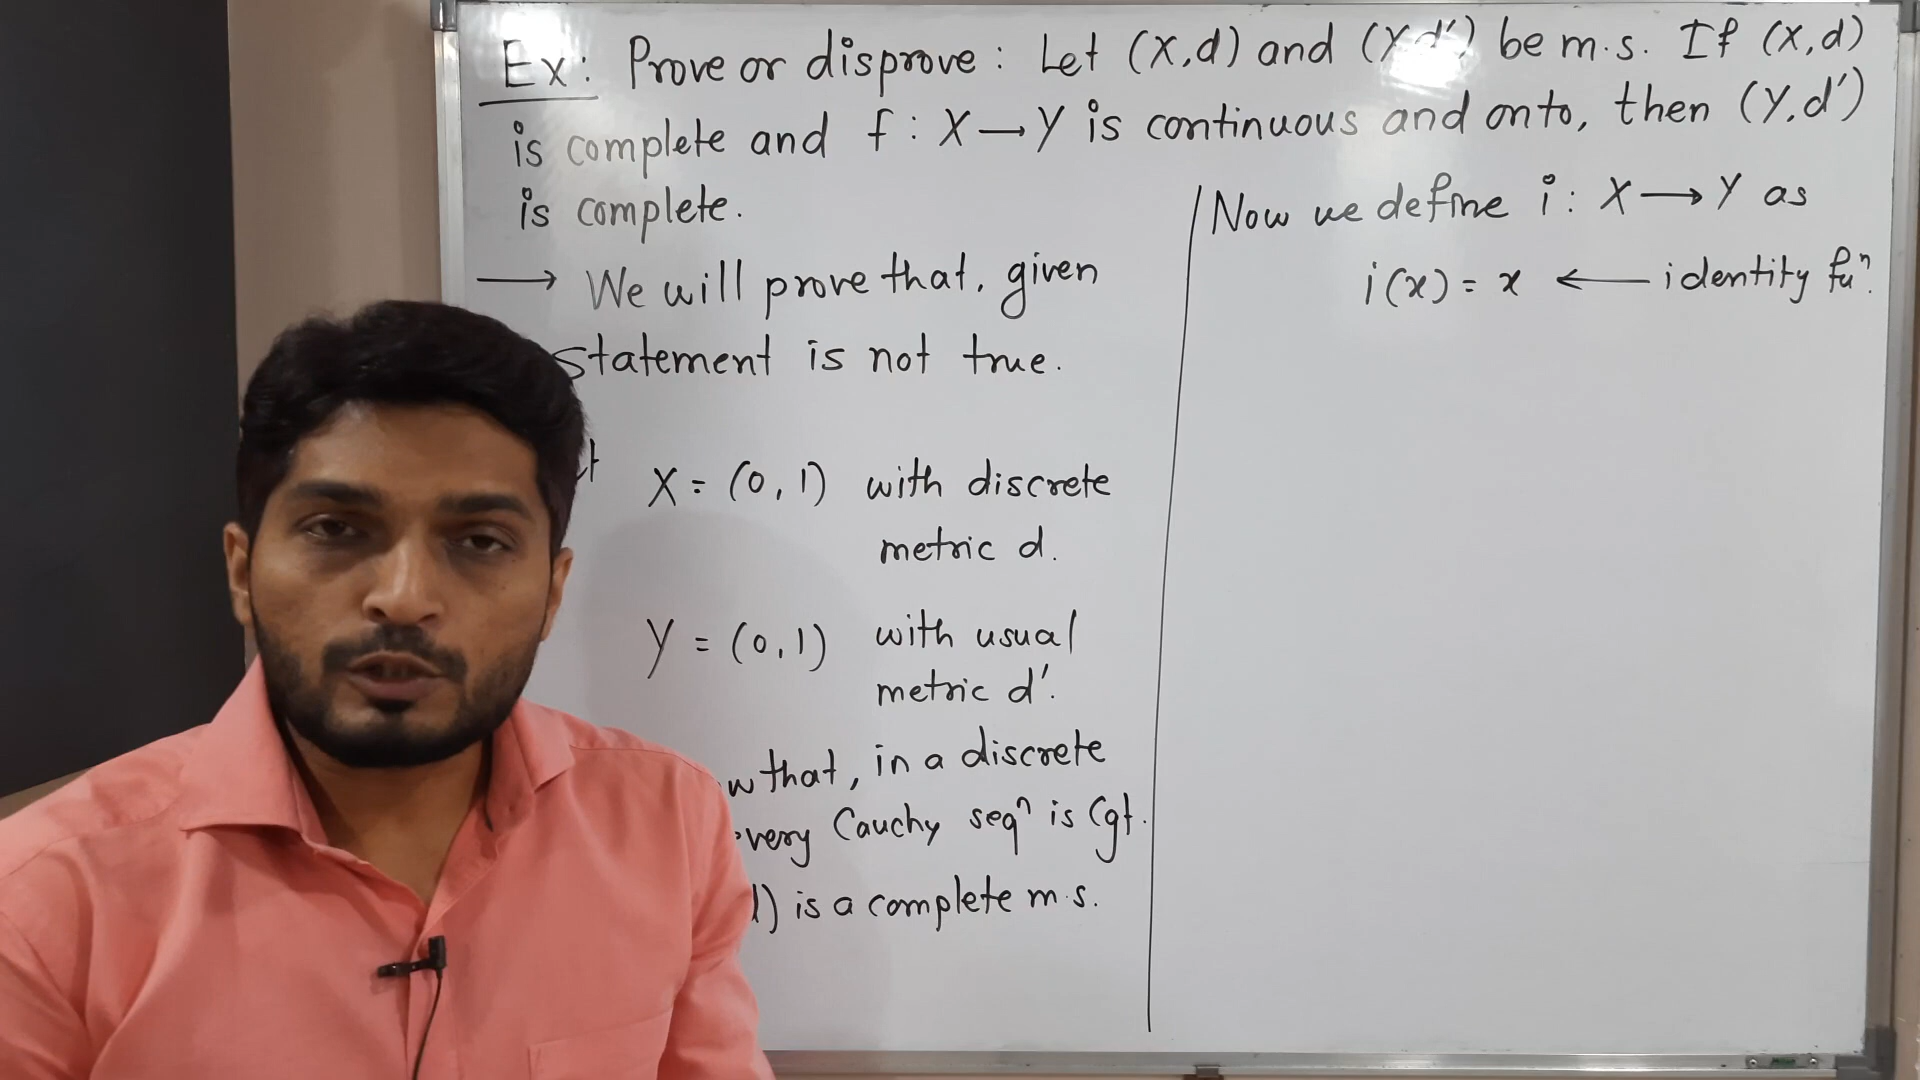 Ex: Prove or disprove : Let (X,d) and (Y,d') be m.s. If (X,d)
is complete and f : X → Y is continuous and onto, then (Y,d')
is complete.
→ We will prove that, given
statement is not true.
X = (0,1) with discrete
metric d.
Y = (0,1) with usual
metric d'.
that, in a discrete
Cauchy seqⁿ is Cgt.
is a complete m.s.
Now we define i : X → Y as
i(x) = x ← identity fuⁿ.